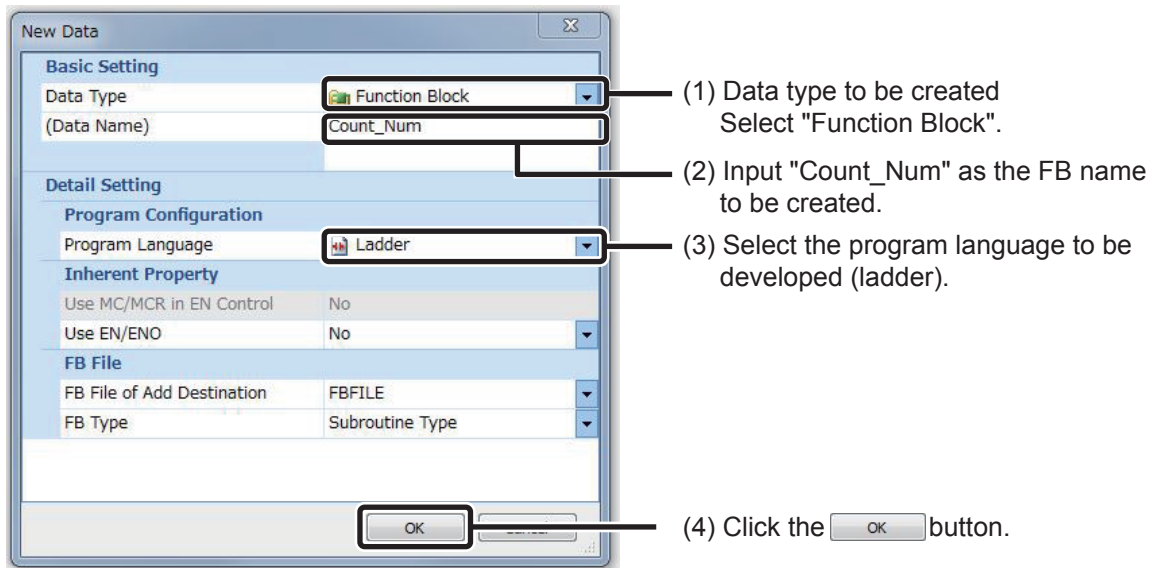 New Data
Basic Setting
Data Type Function Block
(Data Name) Count_Num
Detail Setting
Program Configuration
Program Language Ladder
Inherent Property
Use MC/MCR in EN Control No
Use EN/ENO No
FB File
FB File of Add Destination FBFILE
FB Type Subroutine Type
OK
(1) Data type to be created
Select "Function Block".
(2) Input "Count_Num" as the FB name
to be created.
(3) Select the program language to be
developed (ladder).
(4) Click the OK button.